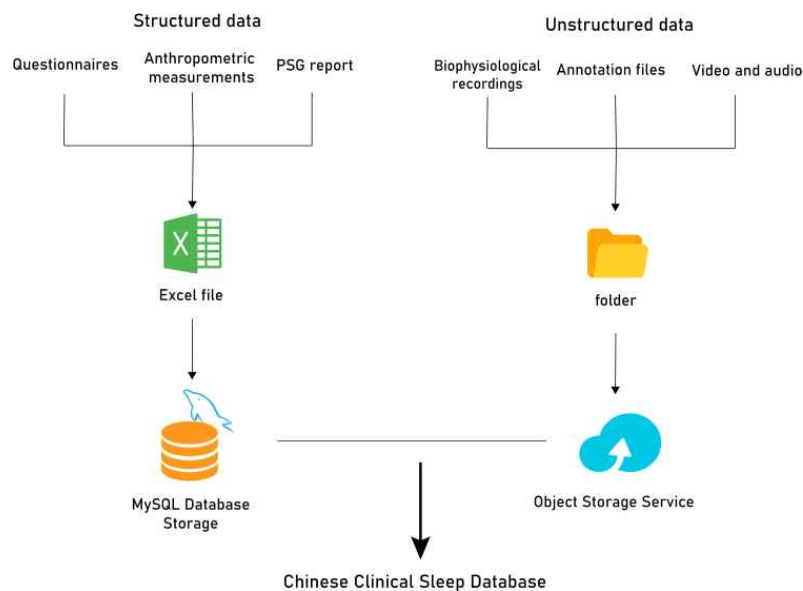 Structured data
Unstructured data
Questionnaires
Anthropometric
measurements
PSG report
Biophysiological
recordings
Annotation files
Video and audio
X
Excel file
folder
MySQL Database
Storage
Object Storage Service
Chinese Clinical Sleep Database